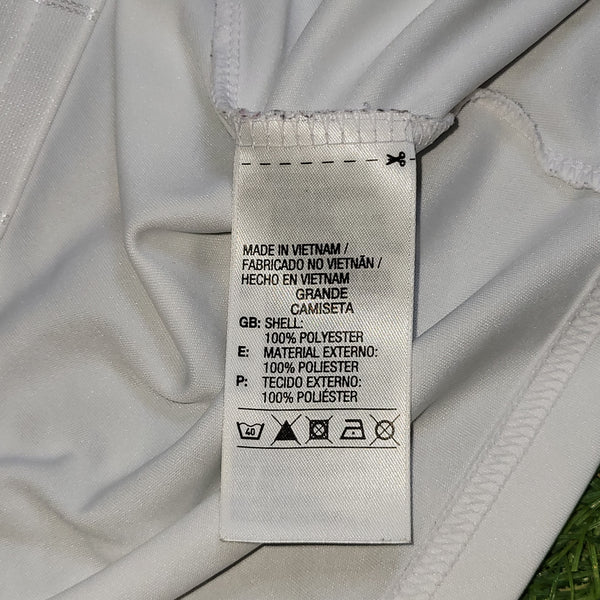 MADE IN VIETNAM /
FABRICADO NO VIETNÃN /
HECHO EN VIETNAM
GRANDE
CAMISETA
GB: SHELL:
100% POLYESTER
E: MATERIAL EXTERNO:
100% POLIESTER
P: TECIDO EXTERNO:
100% POLIÉSTER
40